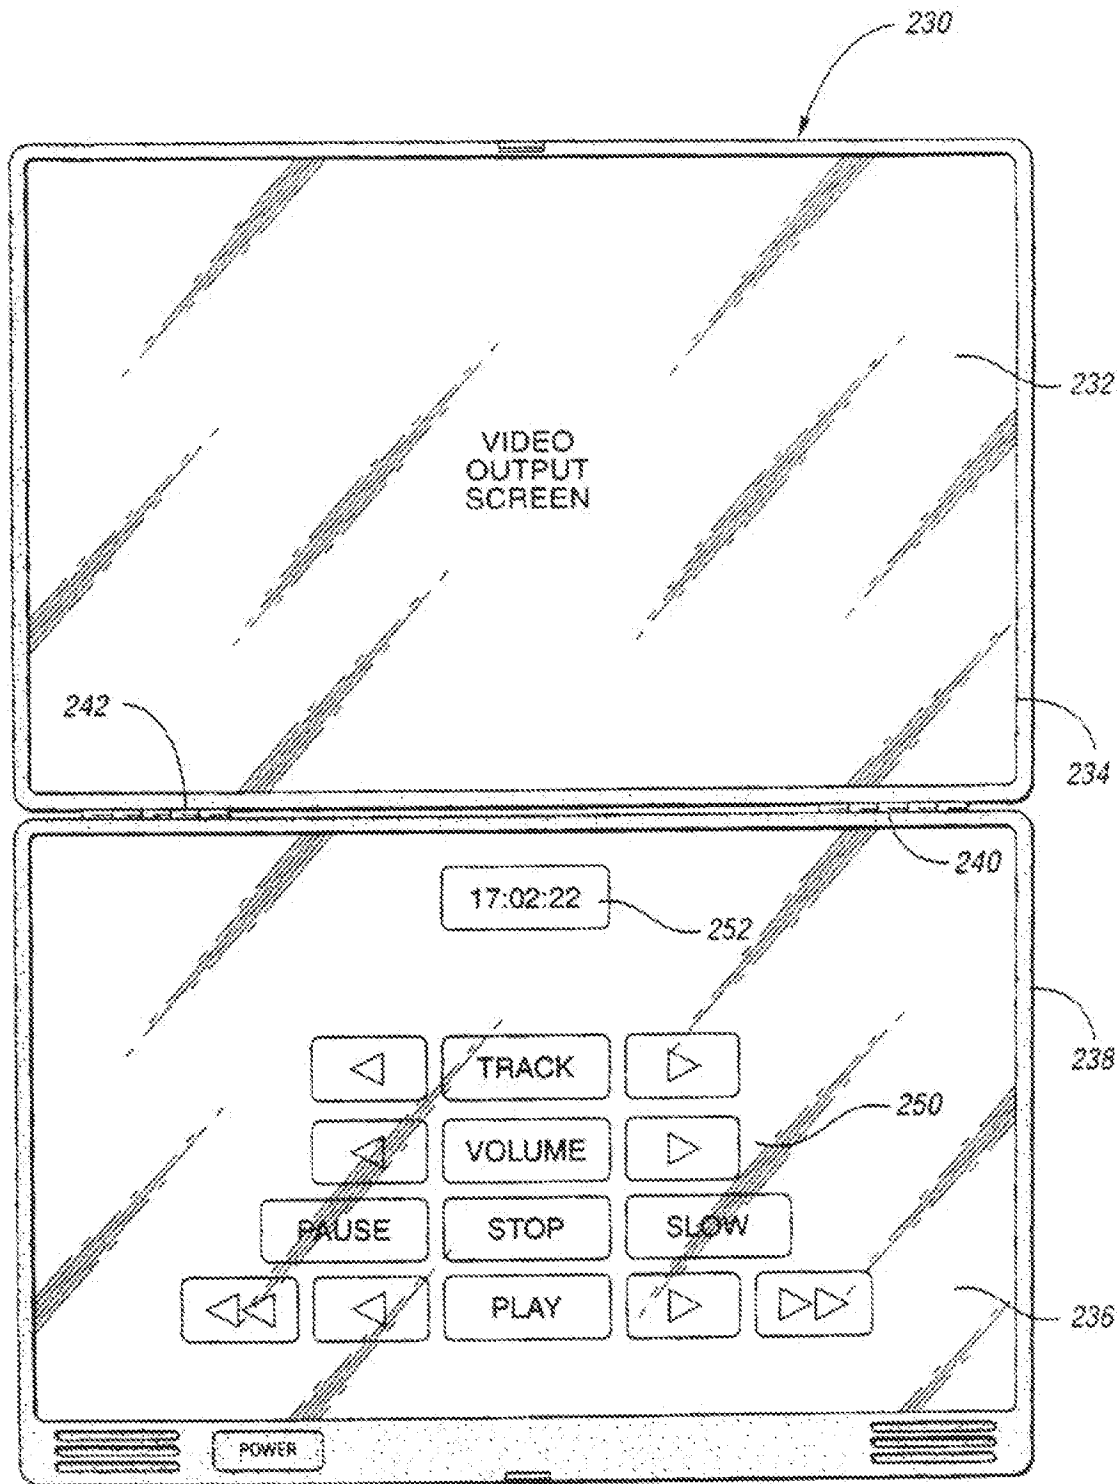 230
VIDEO
OUTPUT
SCREEN
232
242
234
240
17:02:22
252
238
TRACK
250
VOLUME
PAUSE STOP SLOW
PLAY
236
POWER